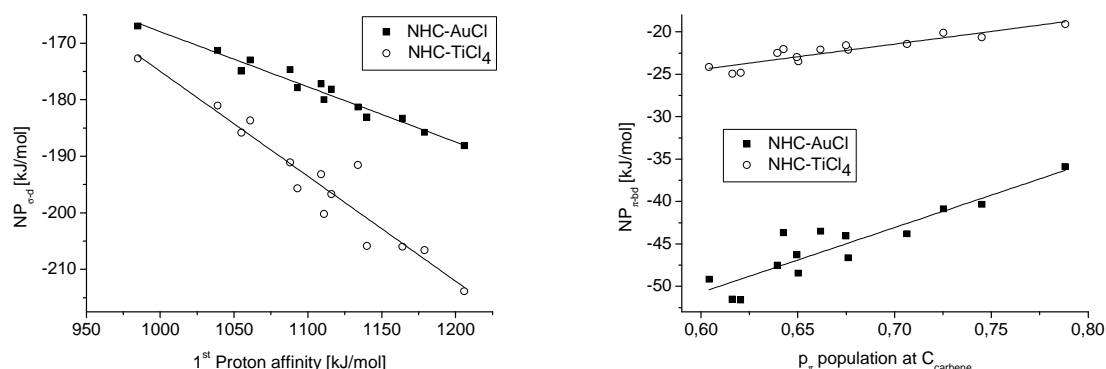 NHC-AuCl
NHC-TiCl4
-170
-180
-190
-200
-210
NPσ-d [kJ/mol]
950 1000 1050 1100 1150 1200
1st Proton affinity [kJ/mol]
-20
-25
-30
-35
-40
-45
-50
NPπ-bd [kJ/mol]
NHC-AuCl
NHC-TiCl4
0,60 0,65 0,70 0,75 0,80
pπ population at Ccarbene